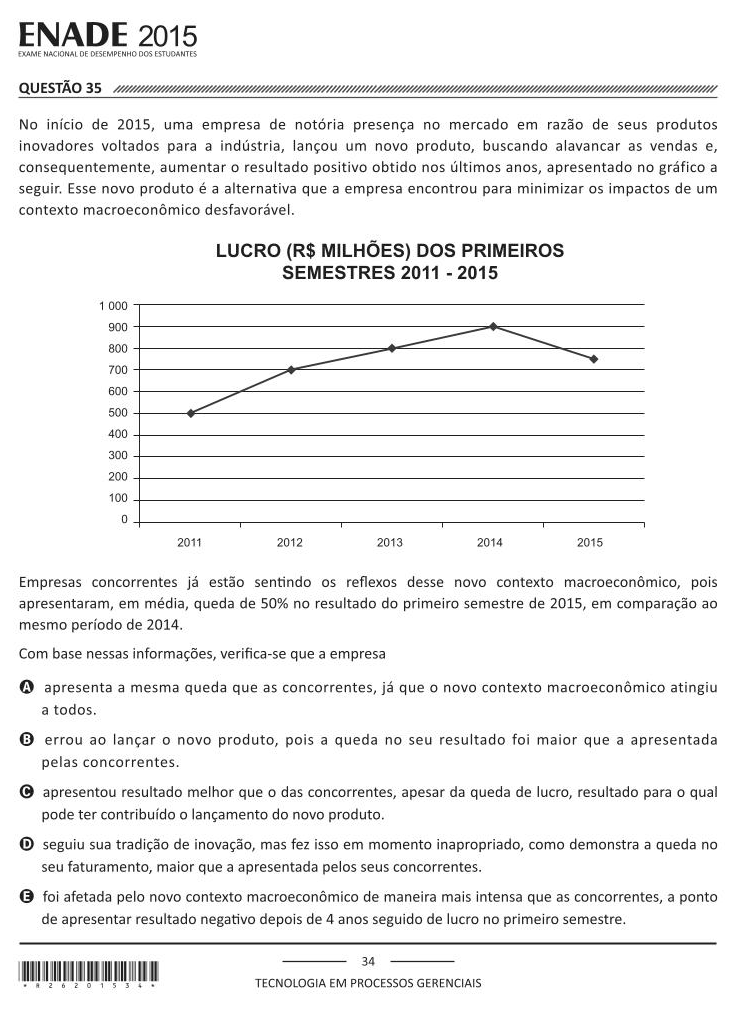 ENADE 2015
EXAME NACIONAL DE DESEMPENHO DOS ESTUDANTES
QUESTÃO 35
No início de 2015, uma empresa de notória presença no mercado em razão de seus produtos
inovadores voltados para a indústria, lançou um novo produto, buscando alavancar as vendas e,
consequentemente, aumentar o resultado positivo obtido nos últimos anos, apresentado no gráfico a
seguir. Esse novo produto é a alternativa que a empresa encontrou para minimizar os impactos de um
contexto macroeconômico desfavorável.
LUCRO (R$ MILHÕES) DOS PRIMEIROS
SEMESTRES 2011 - 2015
1 000
900
800
700
600
500
400
300
200
100
0
2011 2012 2013 2014 2015
Empresas concorrentes já estão sentindo os reflexos desse novo contexto macroeconômico, pois
apresentaram, em média, queda de 50% no resultado do primeiro semestre de 2015, em comparação ao
mesmo período de 2014.
Com base nessas informações, verifica-se que a empresa
A apresenta a mesma queda que as concorrentes, já que o novo contexto macroeconômico atingiu
a todos.
B errou ao lançar o novo produto, pois a queda no seu resultado foi maior que a apresentada
pelas concorrentes.
C apresentou resultado melhor que o das concorrentes, apesar da queda de lucro, resultado para o qual
pode ter contribuído o lançamento do novo produto.
D seguiu sua tradição de inovação, mas fez isso em momento inapropriado, como demonstra a queda no
seu faturamento, maior que a apresentada pelos seus concorrentes.
E foi afetada pelo novo contexto macroeconômico de maneira mais intensa que as concorrentes, a ponto
de apresentar resultado negativo depois de 4 anos seguido de lucro no primeiro semestre.
34
TECNOLOGIA EM PROCESSOS GERENCIAIS
* R 2 6 2 0 1 5 3 4 *